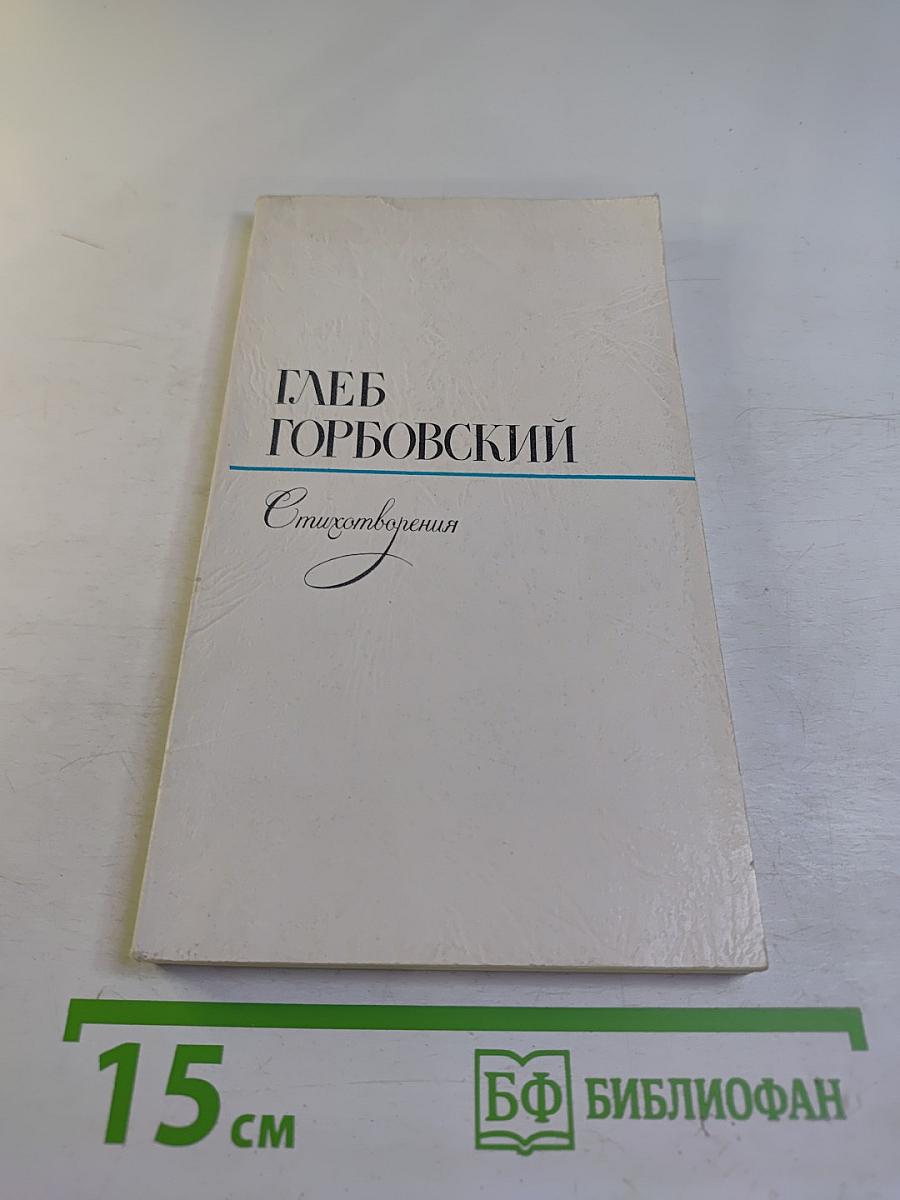 ГЛЕБ
ГОРБОВСКИЙ
Стихотворения
15 см
БФ БИБЛИОФАН